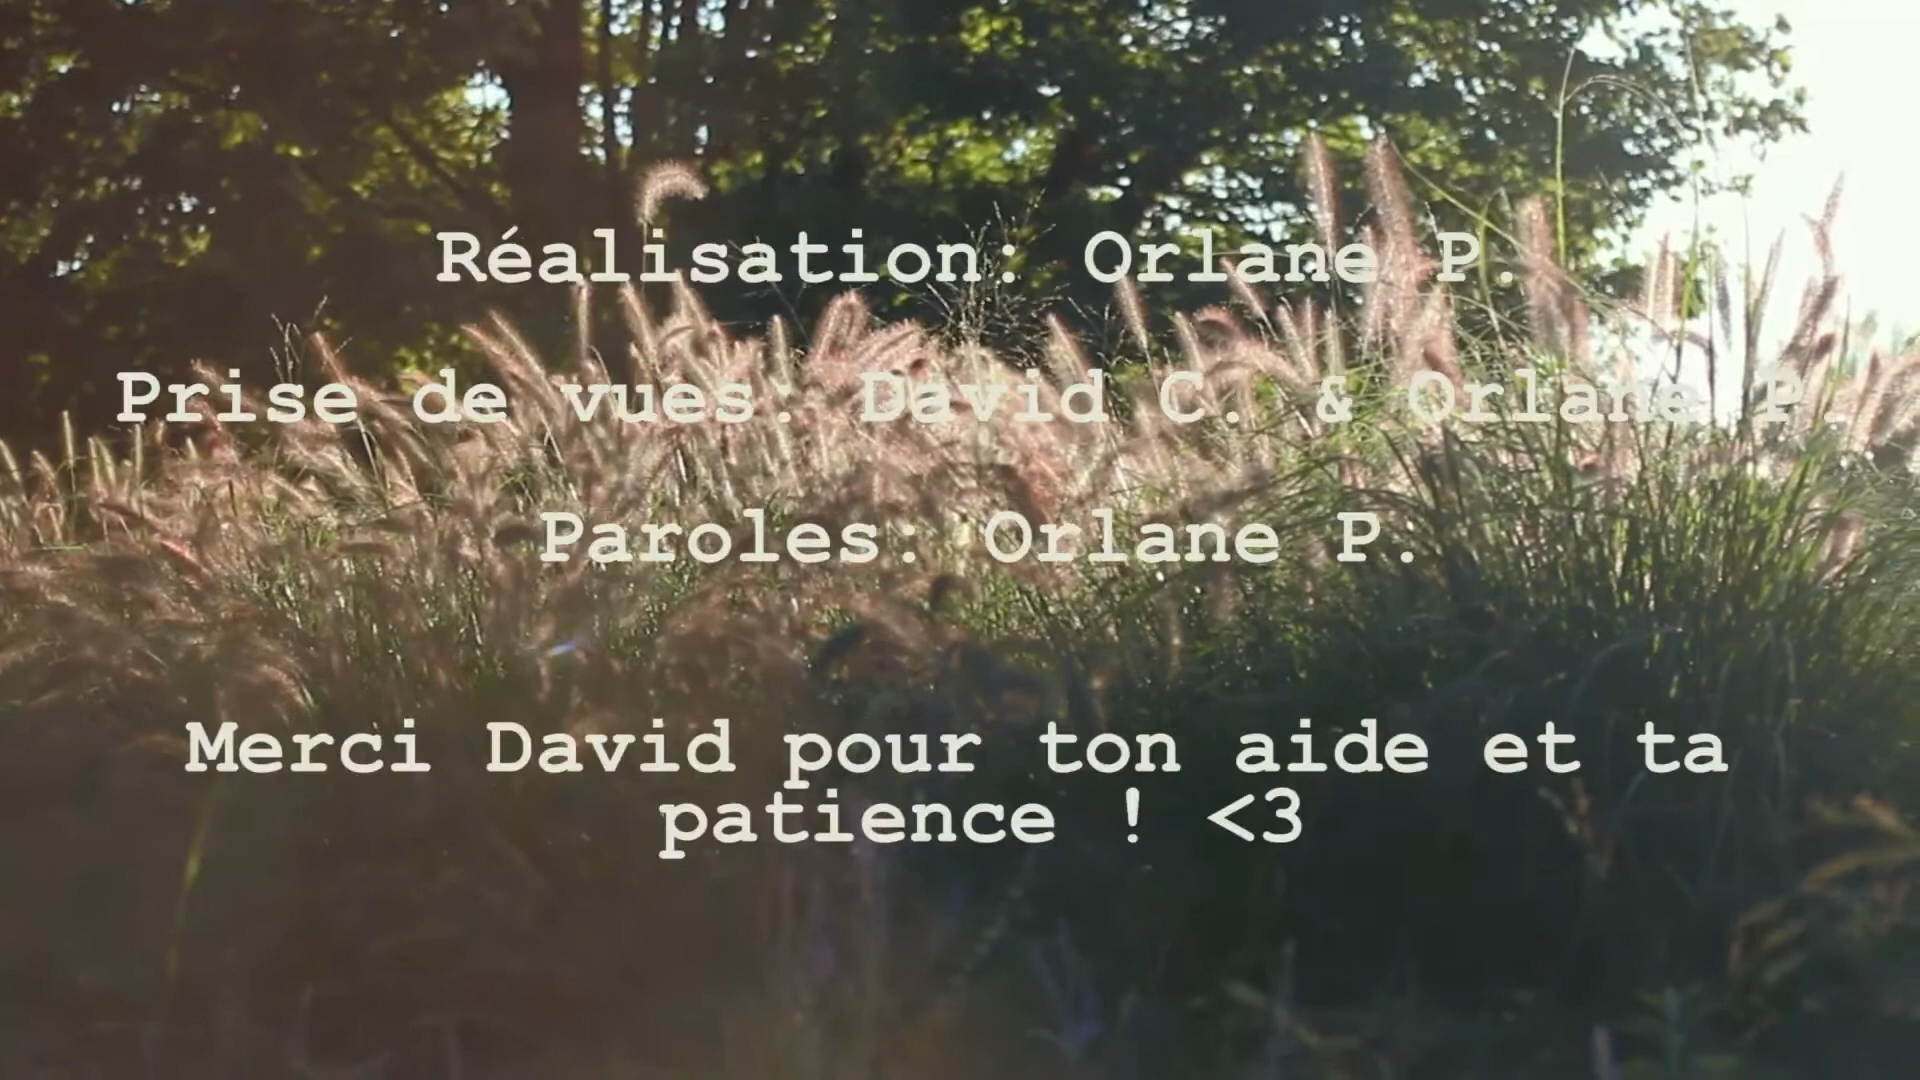 Réalisation: Orlane P.
Prise de vues: David C. & Orlane P.
Paroles: Orlane P.
Merci David pour ton aide et ta
patience ! <3